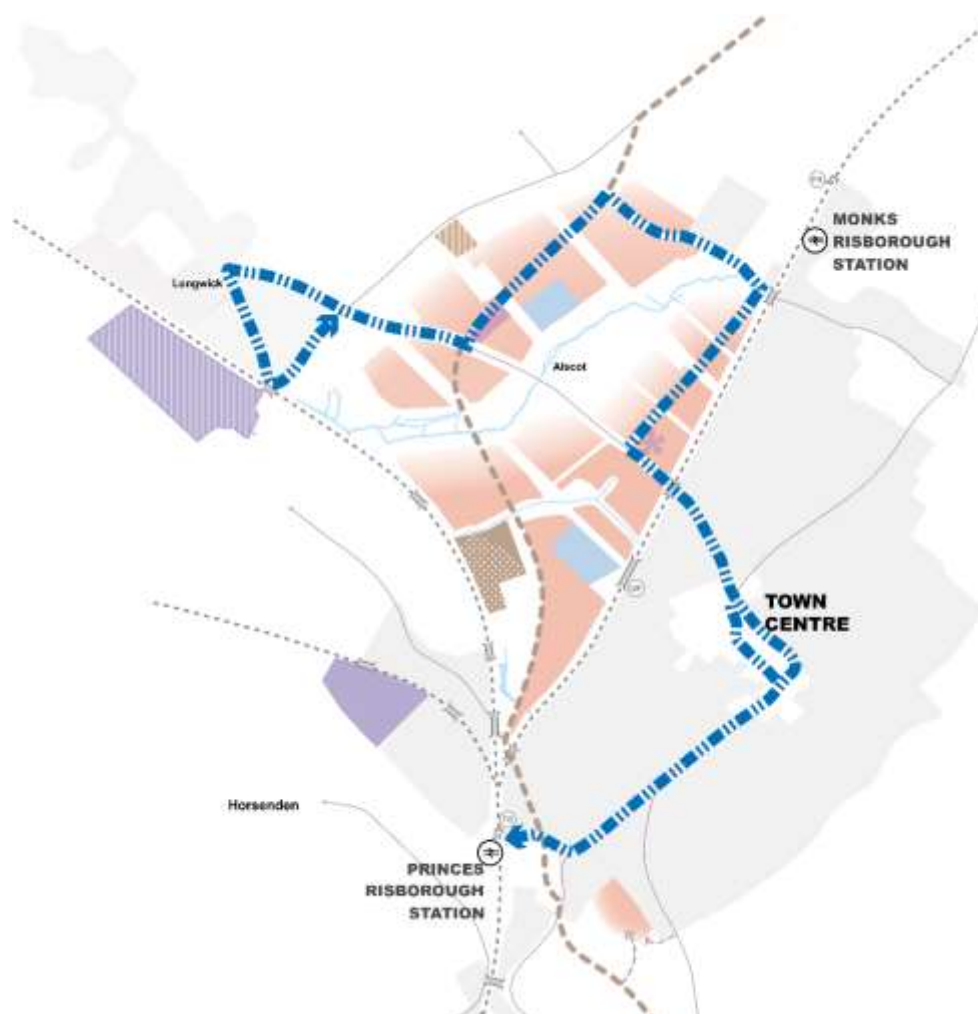 MONKS
RISBOROUGH
STATION
Longwick
Alscot
TOWN
CENTRE
Horsenden
PRINCES
RISBOROUGH
STATION